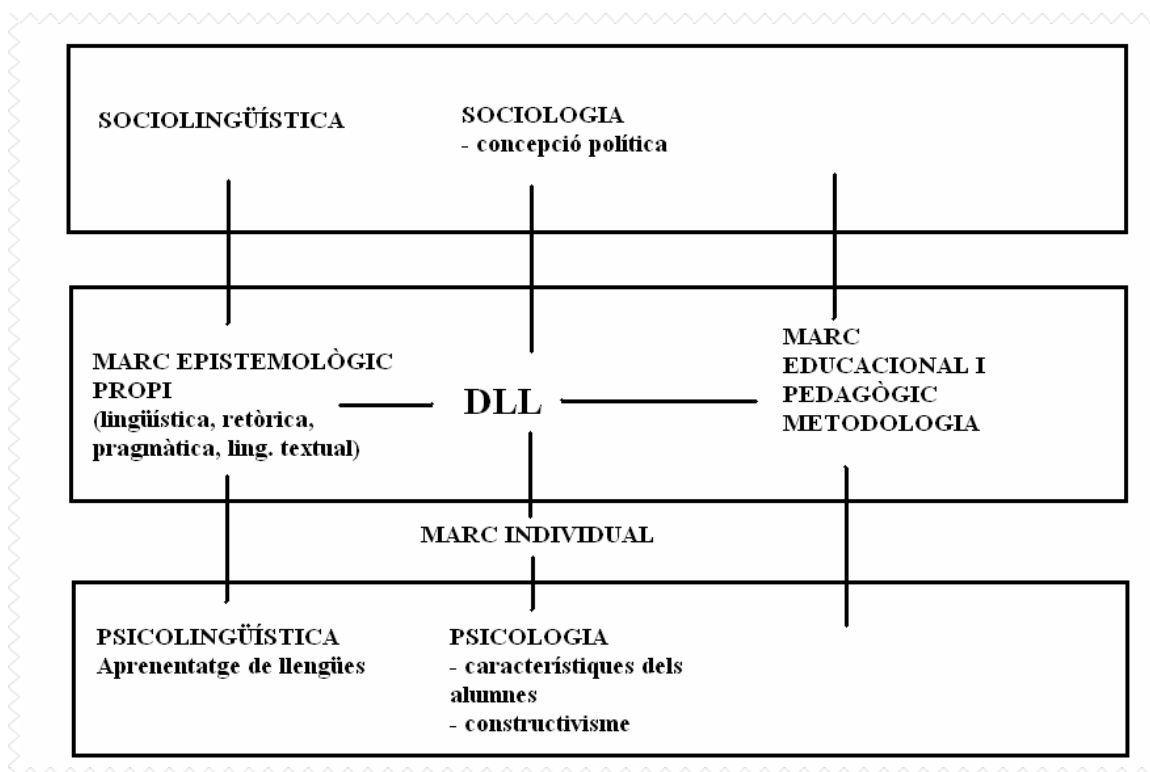 SOCIOLINGÜÍSTICA
SOCIOLOGIA
- concepció política
MARC EPISTEMOLÒGIC
PROPI
(lingüística, retòrica,
pragmàtica, ling. textual)
DLL
MARC
EDUCACIONAL I
PEDAGÒGIC
METODOLOGIA
MARC INDIVIDUAL
PSICOLINGÜÍSTICA
Aprenentatge de llengües
PSICOLOGIA
- característiques dels
alumnes
- constructivisme